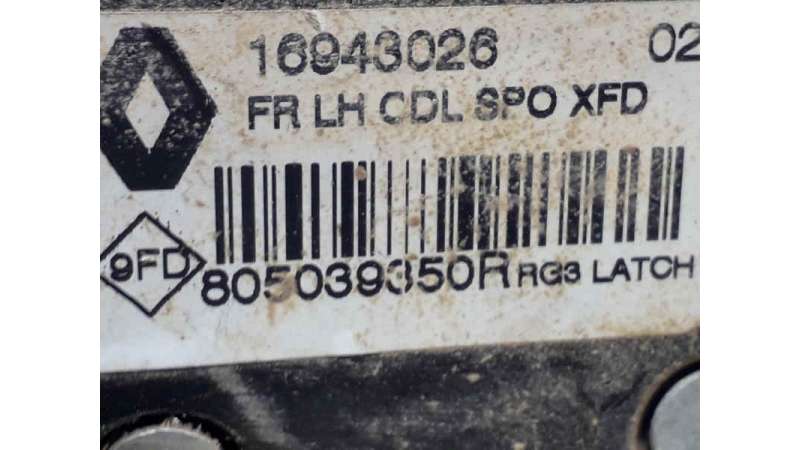 16943026 02
FR LH CDL SPO XFD
9FD 805039350R RG3 LATCH